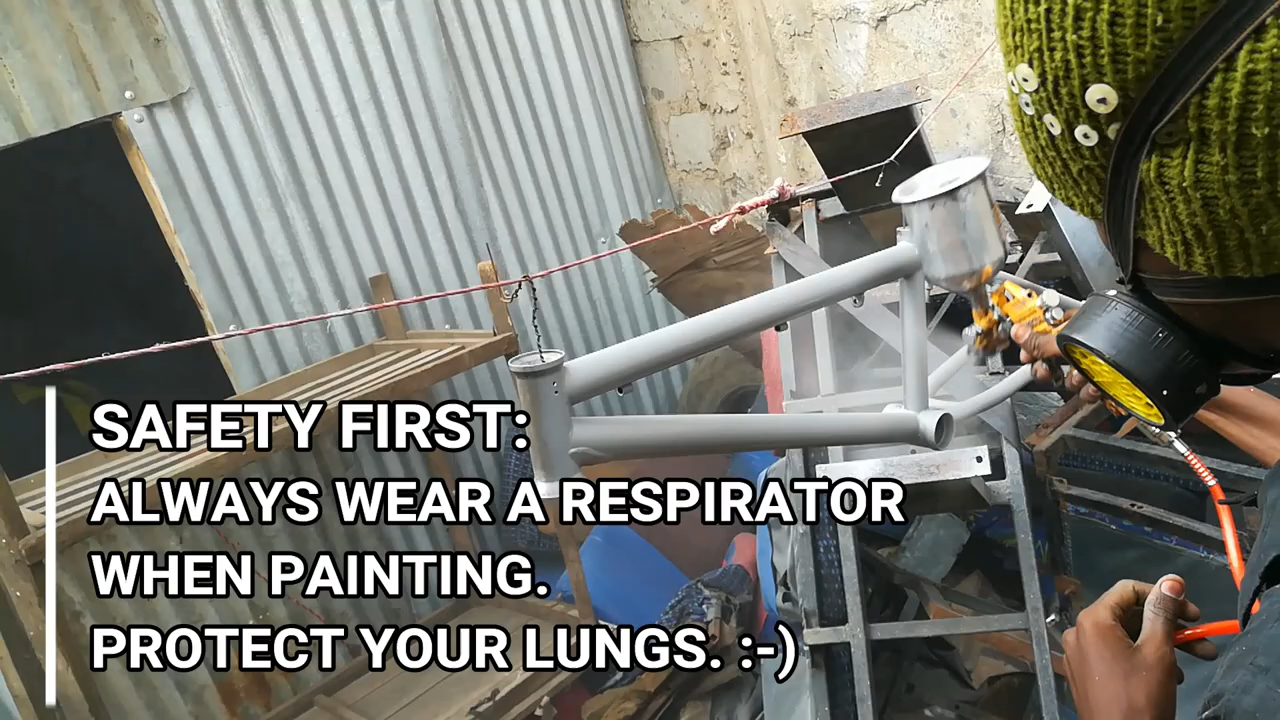 SAFETY FIRST:
ALWAYS WEAR A RESPIRATOR
WHEN PAINTING.
PROTECT YOUR LUNGS. :-)